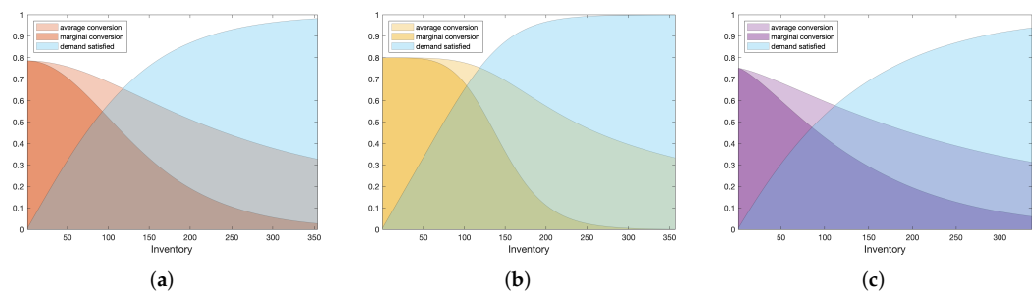 average conversion
marginal conversion
demand satisfied
1
0.9
0.8
0.7
0.6
0.5
0.4
0.3
0.2
0.1
0
50 100 150 200 250 300 350
Inventory
(a)
average conversion
marginal conversion
demand satisfied
1
0.9
0.8
0.7
0.6
0.5
0.4
0.3
0.2
0.1
0
50 100 150 200 250 300 350
Inventory
(b)
average conversion
marginal conversion
demand satisfied
1
0.9
0.8
0.7
0.6
0.5
0.4
0.3
0.2
0.1
0
50 100 150 200 250 300
Inventory
(c)